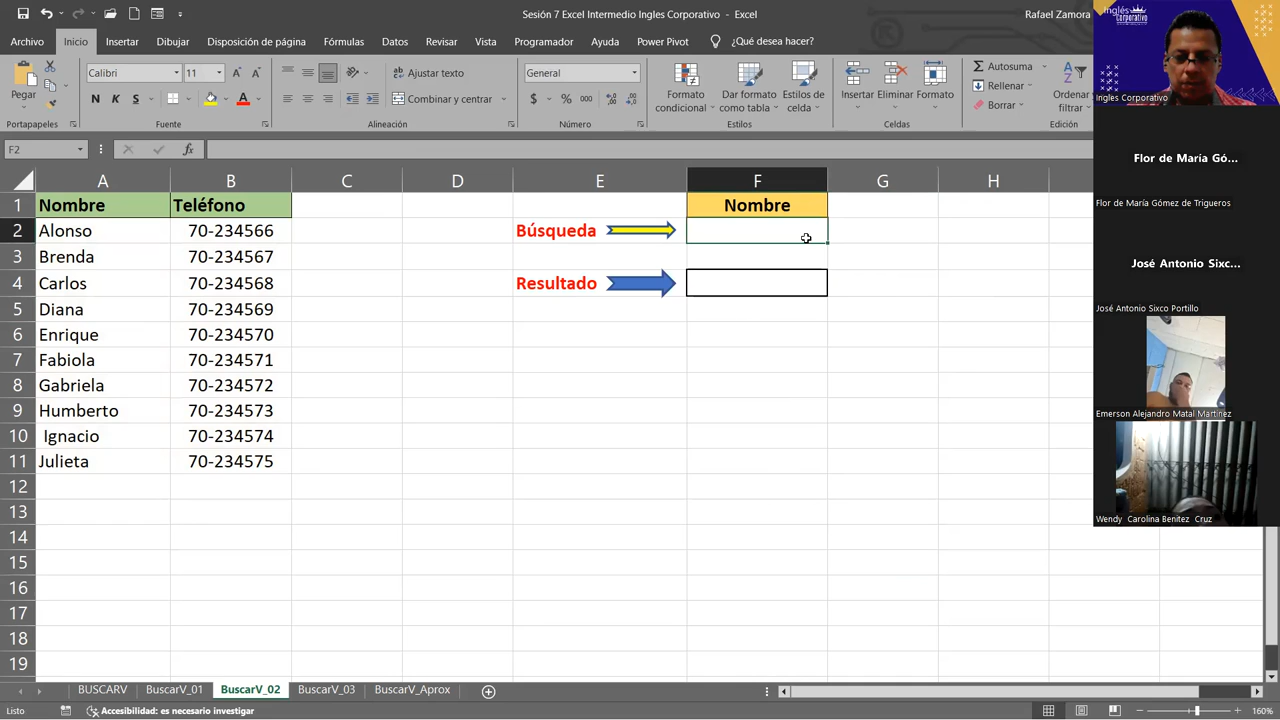 Sesión 7 Excel Intermedio Ingles Corporativo - Excel
Rafael Zamora
Archivo Inicio Insertar Dibujar Disposición de página Fórmulas Datos Revisar Vista Programador Ayuda Power Pivot ¿Qué desea hacer?
Pegar
Calibri 11
N K S
Ajustar texto
Combinar y centrar
General
$ % 000
Formato condicional
Dar formato como tabla
Estilos de celda
Insertar Eliminar Formato
Autosuma
Rellenar
Borrar
Ordenar filtrar
Portapapeles Fuente Alineación Número Estilos Celdas Edición
F2 fx
A B C D E F G H
1 Nombre Teléfono Nombre
2 Alonso 70-234566 Búsqueda
3 Brenda 70-234567
4 Carlos 70-234568 Resultado
5 Diana 70-234569
6 Enrique 70-234570
7 Fabiola 70-234571
8 Gabriela 70-234572
9 Humberto 70-234573
10 Ignacio 70-234574
11 Julieta 70-234575
12
13
14
15
16
17
18
19
BUSCARV BuscarV_01 BuscarV_02 BuscarV_03 BuscarV_Aprox
Listo Accesibilidad: es necesario investigar 160%
Inglés
Corporativo
Ingles Corporativo
Flor de María Gó...
Flor de María Gómez de Trigueros
José Antonio Sixc...
José Antonio Sixco Portillo
Emerson Alejandro Matal Martinez
Wendy Carolina Benitez Cruz